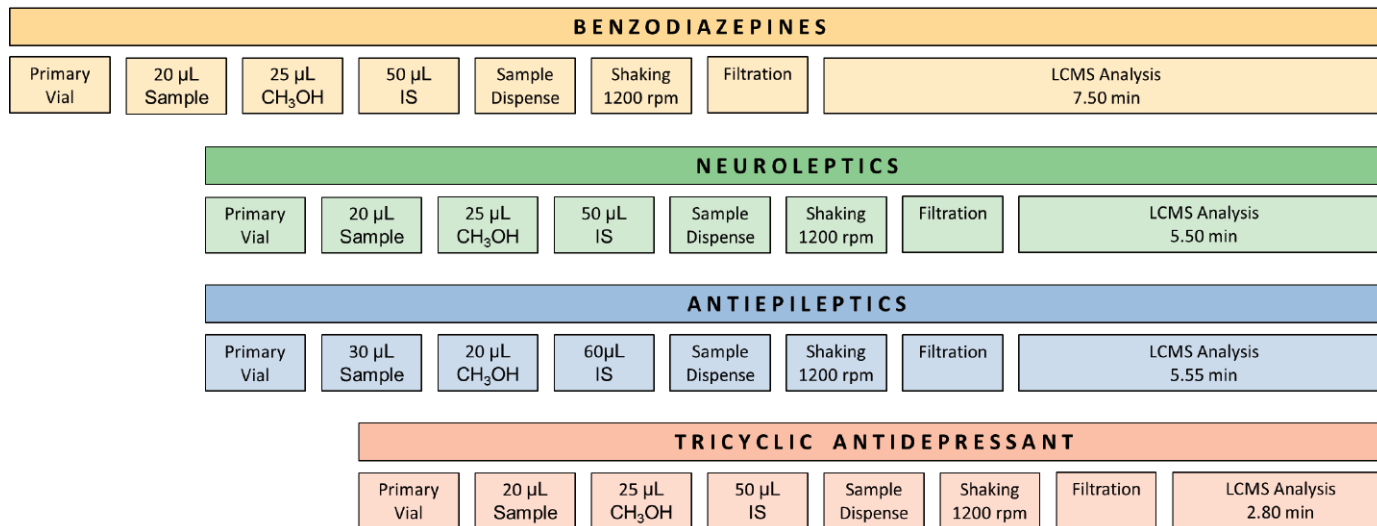 BENZODIAZEPINES
Primary
Vial
20 µL
Sample
25 µL
CH₃OH
50 µL
IS
Sample
Dispense
Shaking
1200 rpm
Filtration
LCMS Analysis
7.50 min
NEUROLEPTICS
Primary
Vial
20 µL
Sample
25 µL
CH₃OH
50 µL
IS
Sample
Dispense
Shaking
1200 rpm
Filtration
LCMS Analysis
5.50 min
ANTIEPILEPTICS
Primary
Vial
30 µL
Sample
20 µL
CH₃OH
60µL
IS
Sample
Dispense
Shaking
1200 rpm
Filtration
LCMS Analysis
5.55 min
TRICYCLIC ANTIDEPRESSANT
Primary
Vial
20 µL
Sample
25 µL
CH₃OH
50 µL
IS
Sample
Dispense
Shaking
1200 rpm
Filtration
LCMS Analysis
2.80 min